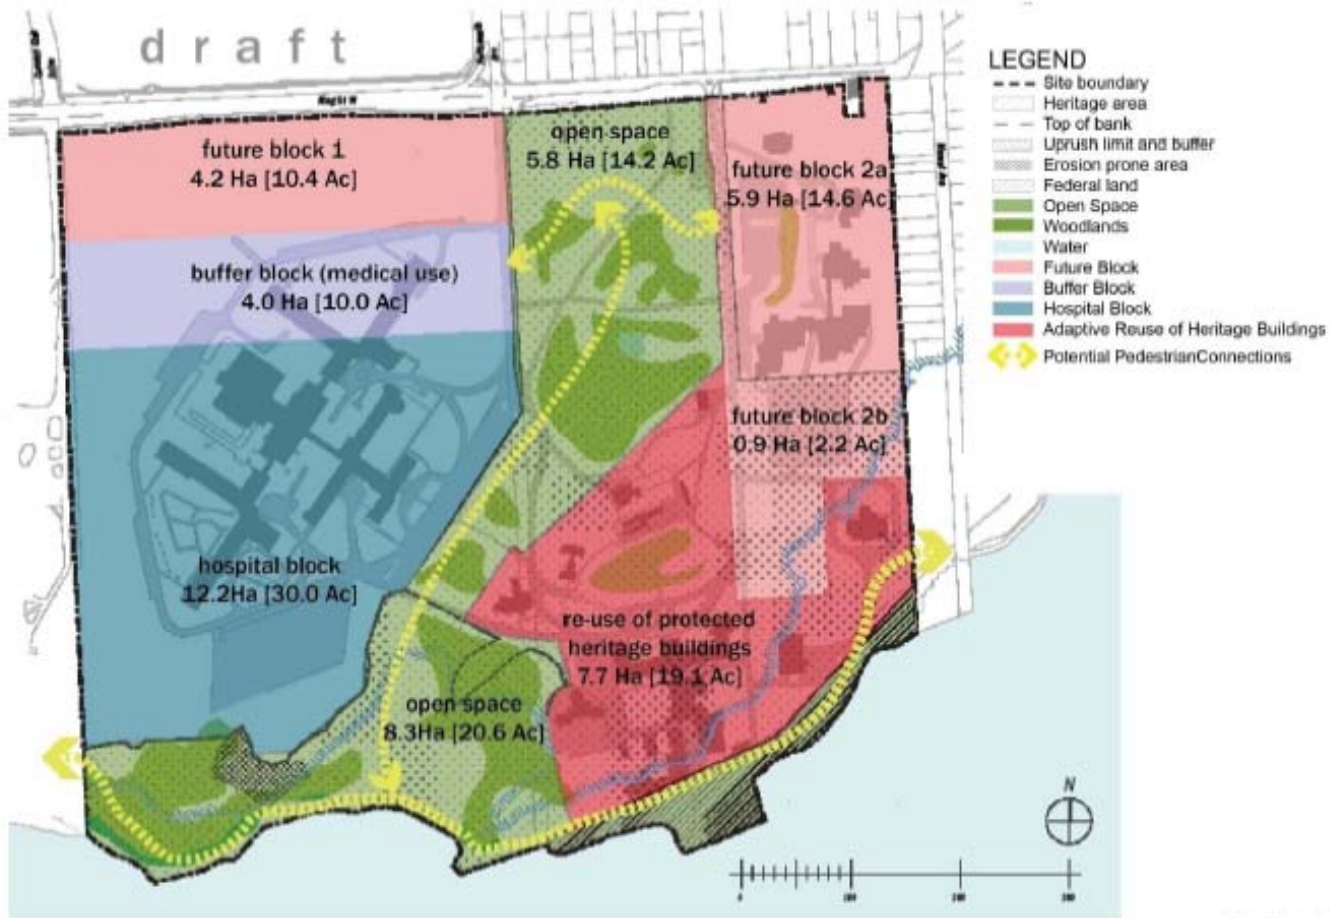 draft
King St W
future block 1
4.2 Ha [10.4 Ac]
open space
5.8 Ha [14.2 Ac]
future block 2a
5.9 Ha [14.6 Ac]
buffer block (medical use)
4.0 Ha [10.0 Ac]
future block 2b
0.9 Ha [2.2 Ac]
hospital block
12.2Ha [30.0 Ac]
re-use of protected
heritage buildings
7.7 Ha [19.1 Ac]
open space
8.3Ha [20.6 Ac]
LEGEND
Site boundary
Heritage area
Top of bank
Uprush limit and buffer
Erosion prone area
Federal land
Open Space
Woodlands
Water
Future Block
Buffer Block
Hospital Block
Adaptive Reuse of Heritage Buildings
Potential PedestrianConnections
N